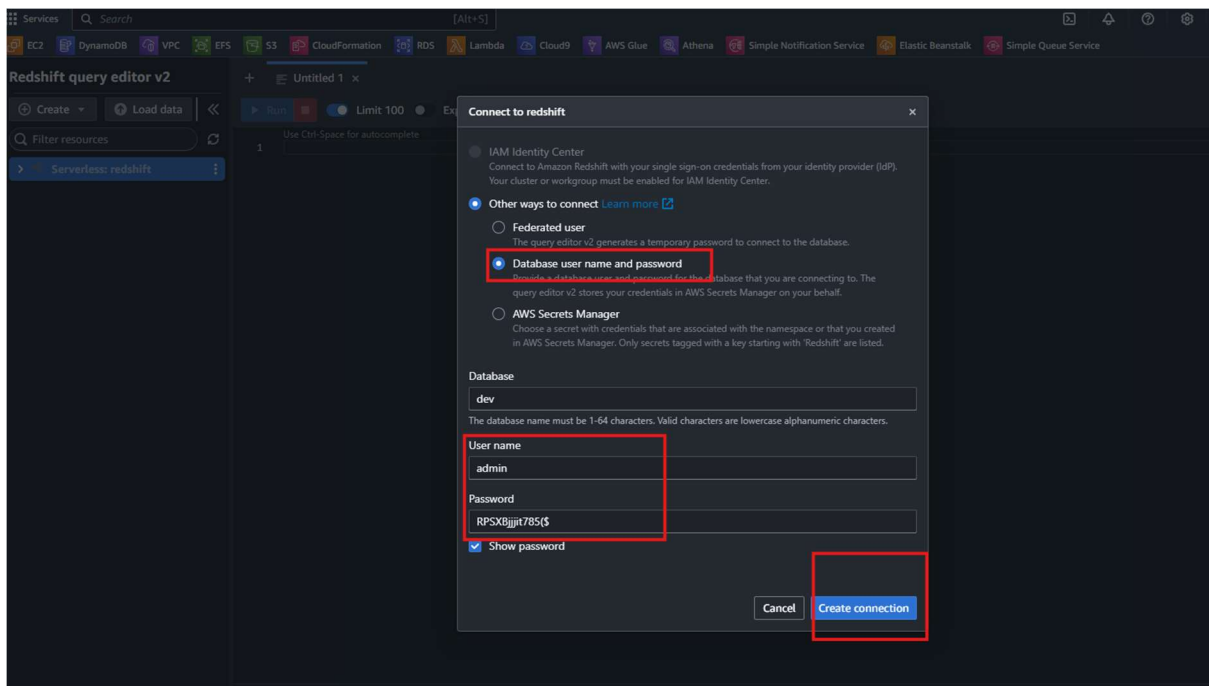 Services Search [Alt+S]
EC2 DynamoDB VPC EFS S3 CloudFormation RDS Lambda Cloud9 AWS Glue Athena Simple Notification Service Elastic Beanstalk Simple Queue Service
Redshift query editor v2
Untitled 1
Create Load data
Run Limit 100 Ex
Filter resources
Use Ctrl-Space for autocomplete
1
Serverless: redshift
Connect to redshift
IAM Identity Center
Connect to Amazon Redshift with your single sign-on credentials from your identity provider (IdP).
Your cluster or workgroup must be enabled for IAM Identity Center.
Other ways to connect Learn more
Federated user
The query editor v2 generates a temporary password to connect to the database.
Database user name and password
Provide a database user and password for the database that you are connecting to. The
query editor v2 stores your credentials in AWS Secrets Manager on your behalf.
AWS Secrets Manager
Choose a secret with credentials that are associated with the namespace or that you created
in AWS Secrets Manager. Only secrets tagged with a key starting with 'Redshift' are listed.
Database
dev
The database name must be 1-64 characters. Valid characters are lowercase alphanumeric characters.
User name
admin
Password
RPSXBjjjit785($
Show password
Cancel Create connection